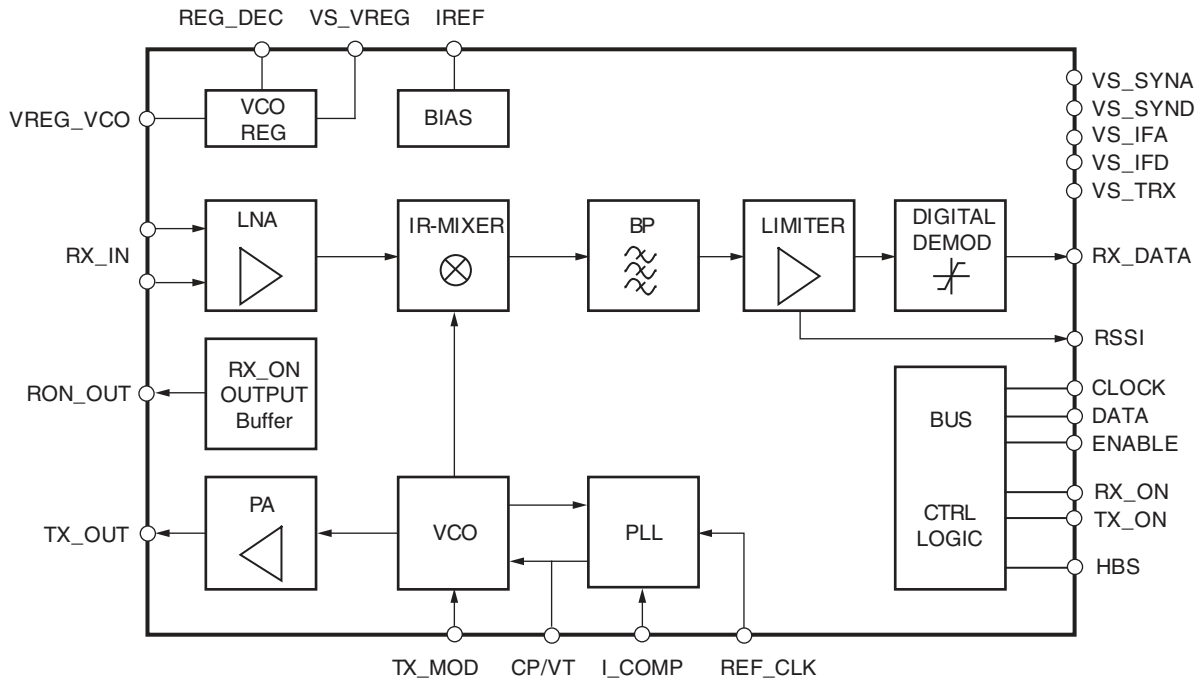 REG_DEC
VS_VREG
IREF
VREG_VCO
VCO
REG
BIAS
VS_SYNA
VS_SYND
VS_IFA
VS_IFD
VS_TRX
RX_IN
LNA
IR-MIXER
BP
LIMITER
DIGITAL
DEMOD
RX_DATA
RSSI
RON_OUT
RX_ON
OUTPUT
Buffer
BUS
CTRL
LOGIC
CLOCK
DATA
ENABLE
RX_ON
TX_ON
HBS
TX_OUT
PA
VCO
PLL
TX_MOD
CP/VT
I_COMP
REF_CLK